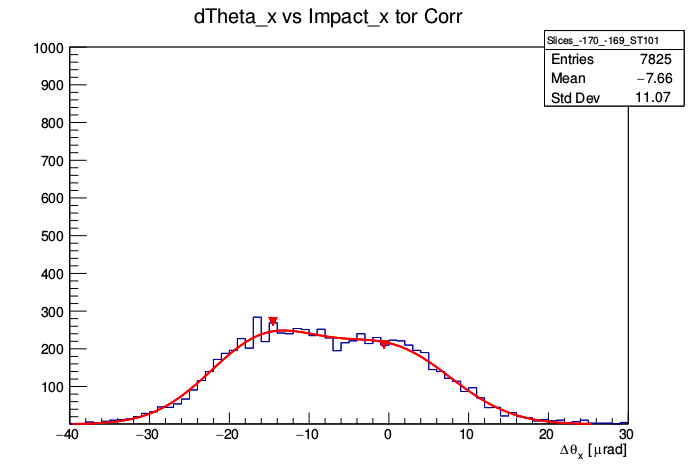 dTheta_x vs Impact_x tor Corr
Slices_-170_-169_ST101
Entries 7825
Mean −7.66
Std Dev 11.07
1000
900
800
700
600
500
400
300
200
100
−40 −30 −20 −10 0 10 20 30
Δθx [μrad]